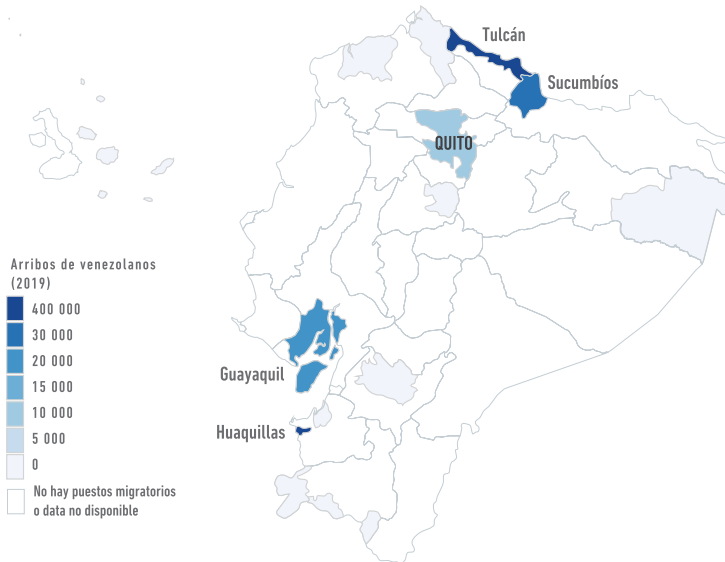 Tulcán
Sucumbíos
QUITO
Arribos de venezolanos
(2019)
400 000
30 000
20 000
15 000
10 000
5 000
0
No hay puestos migratorios
o data no disponible
Guayaquil
Huaquillas